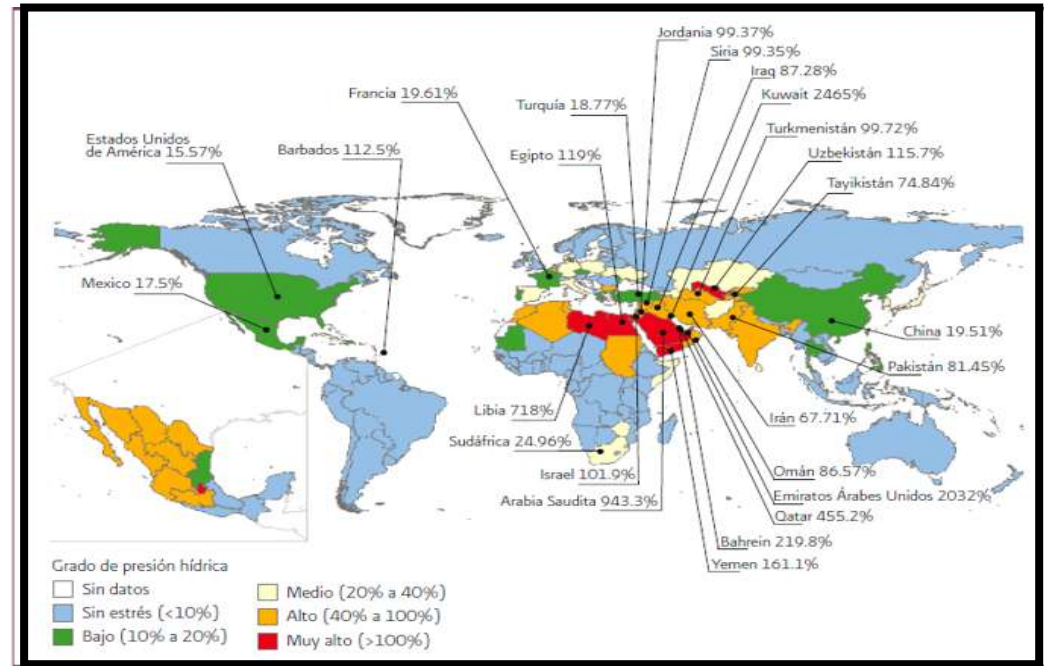 Jordania 99.37%
Siria 99.35%
Iraq 87.28%
Francia 19.61%
Kuwait 2465%
Turquía 18.77%
Turkmenistán 99.72%
Estados Unidos
de América 15.57%
Barbados 112.5%
Egipto 119%
Uzbekistán 115.7%
Tayikistán 74.84%
Mexico 17.5%
China 19.51%
Pakistán 81.45%
Libia 718%
Irán 67.71%
Sudáfrica 24.96%
Israel 101.9%
Omán 86.57%
Arabia Saudita 943.3%
Emiratos Árabes Unidos 2032%
Qatar 455.2%
Bahrein 219.8%
Yemen 161.1%
Grado de presión hídrica
Sin datos
Sin estrés (<10%)
Bajo (10% a 20%)
Medio (20% a 40%)
Alto (40% a 100%)
Muy alto (>100%)